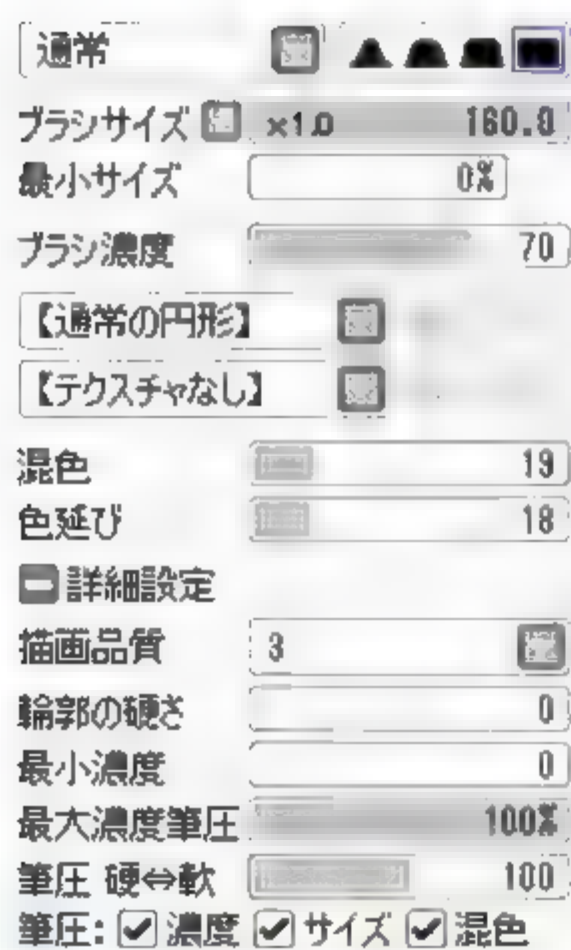 通常
ブラシサイズ ×1.0 160.0
最小サイズ 0%
ブラシ濃度 70
【通常の円形】
【テクスチャなし】
混色 19
色延び 18
詳細設定
描画品質 3
輪郭の硬さ 0
最小濃度 0
最大濃度筆圧 100%
筆圧 硬⇔軟 100
筆圧: 濃度 サイズ 混色